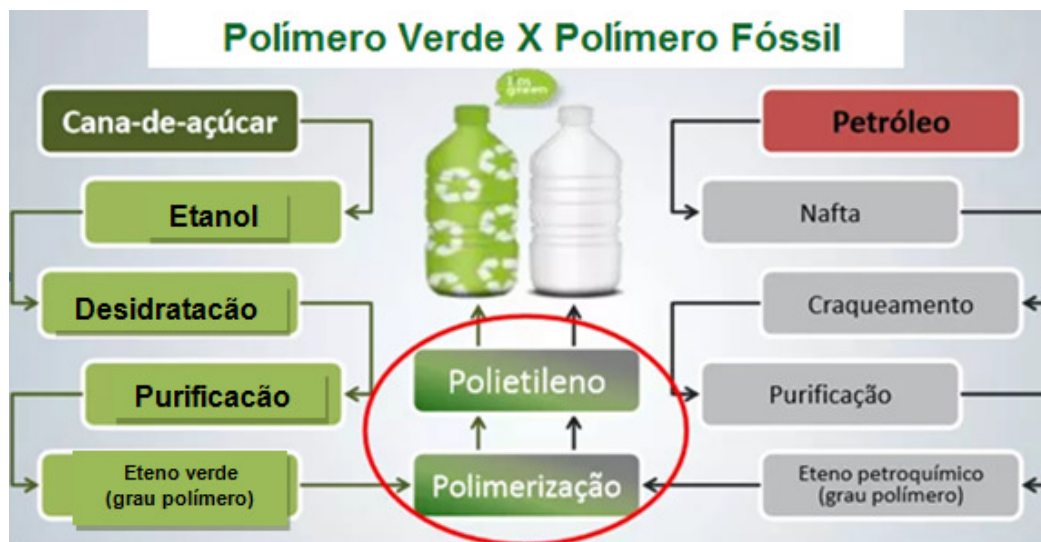 Polímero Verde X Polímero Fóssil
I'm
green
Cana-de-açúcar
Etanol
Desidratacão
Purificacão
Eteno verde
(grau polímero)
Polietileno
Polimerização
Petróleo
Nafta
Craqueamento
Purificação
Eteno petroquímico
(grau polímero)